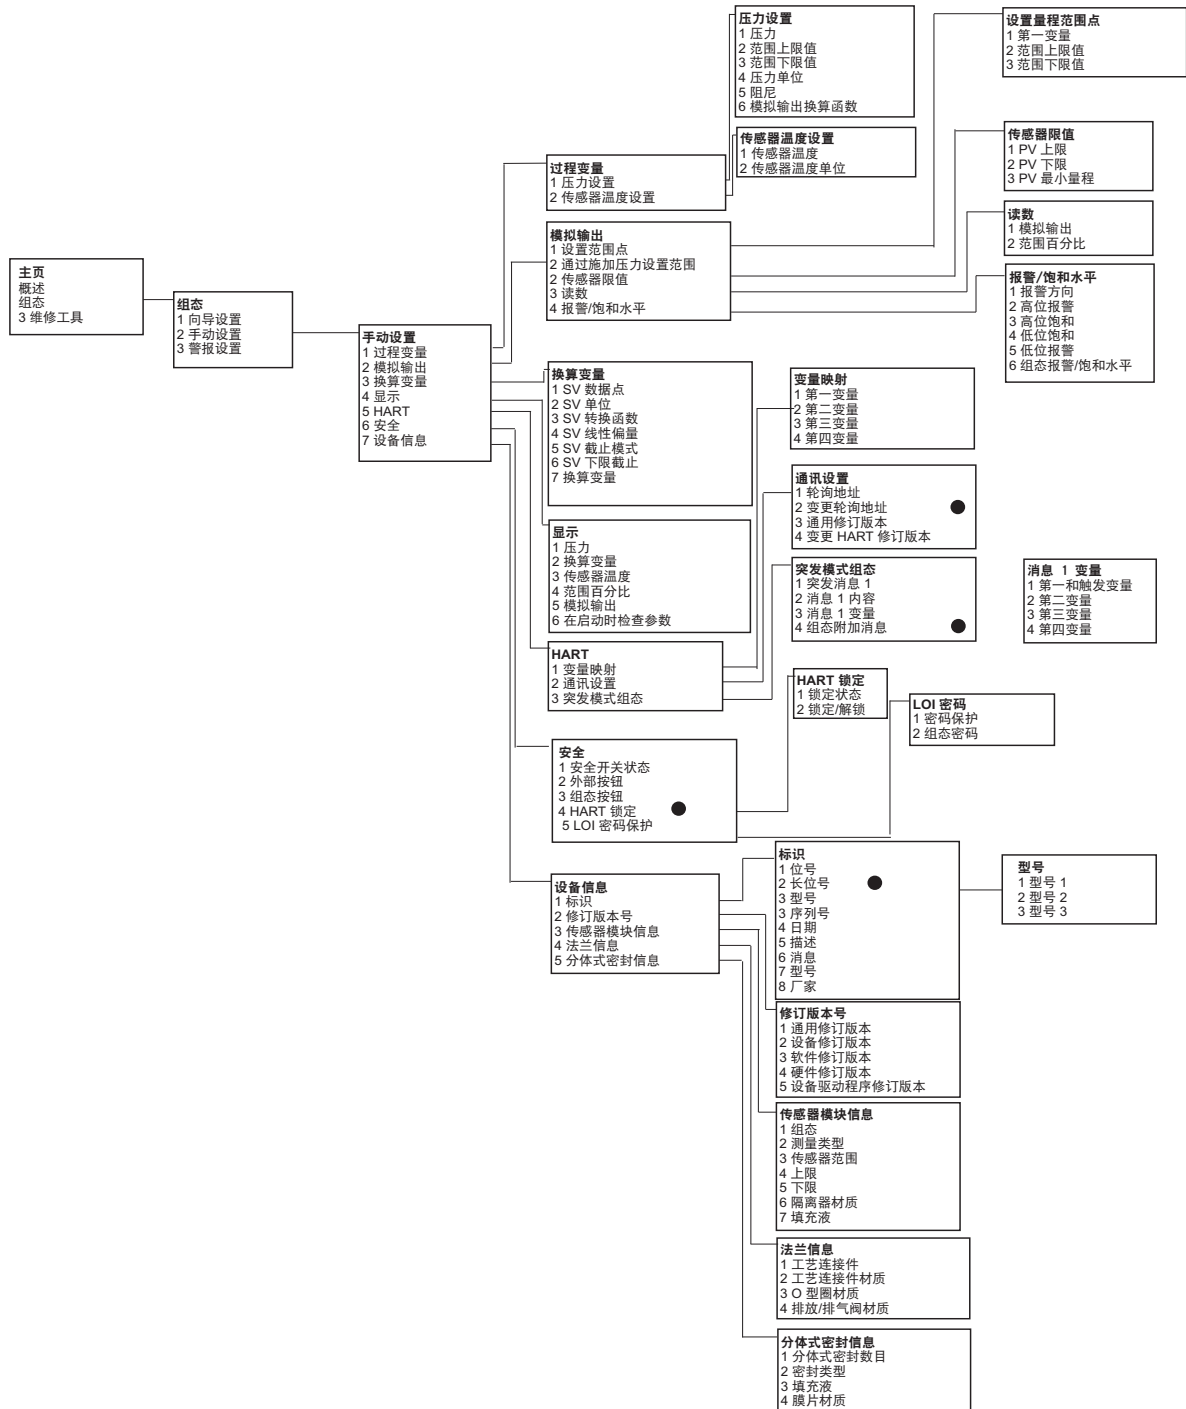 主页
概述
组态
3 维修工具
组态
1 向导设置
2 手动设置
3 警报设置
手动设置
1 过程变量
2 模拟输出
3 换算变量
4 显示
5 HART
6 安全
7 设备信息
过程变量
1 压力设置
2 传感器温度设置
压力设置
1 压力
2 范围上限值
3 范围下限值
4 压力单位
5 阻尼
6 模拟输出换算函数
传感器温度设置
1 传感器温度
2 传感器温度单位
模拟输出
1 设置范围点
2 通过施加压力设置范围
2 传感器限值
3 读数
4 报警/饱和水平
设置量程范围点
1 第一变量
2 范围上限值
3 范围下限值
传感器限值
1 PV 上限
2 PV 下限
3 PV 最小量程
读数
1 模拟输出
2 范围百分比
报警/饱和水平
1 报警方向
2 高位报警
3 高位饱和
4 低位饱和
5 低位报警
6 组态报警/饱和水平
换算变量
1 SV 数据点
2 SV 单位
3 SV 转换函数
4 SV 线性偏量
5 SV 截止模式
6 SV 下限截止
7 换算变量
显示
1 压力
2 换算变量
3 传感器温度
4 范围百分比
5 模拟输出
6 在启动时检查参数
HART
1 变量映射
2 通讯设置
3 突发模式组态
变量映射
1 第一变量
2 第二变量
3 第三变量
4 第四变量
通讯设置
1 轮询地址
2 变更轮询地址
3 通用修订版本
4 变更 HART 修订版本
突发模式组态
1 突发消息 1
2 消息 1 内容
3 消息 1 变量
4 组态附加消息
消息 1 变量
1 第一和触发变量
2 第二变量
3 第三变量
4 第四变量
安全
1 安全开关状态
2 外部按钮
3 组态按钮
4 HART 锁定
5 LOI 密码保护
HART 锁定
1 锁定状态
2 锁定/解锁
LOI 密码
1 密码保护
2 组态密码
设备信息
1 标识
2 修订版本号
3 传感器模块信息
4 法兰信息
5 分体式密封信息
标识
1 位号
2 长位号
3 型号
3 序列号
4 日期
5 描述
6 消息
7 型号
8 厂家
型号
1 型号 1
2 型号 2
3 型号 3
修订版本号
1 通用修订版本
2 设备修订版本
3 软件修订版本
4 硬件修订版本
5 设备驱动程序修订版本
传感器模块信息
1 组态
2 测量类型
3 传感器范围
4 上限
5 下限
6 隔离器材质
7 填充液
法兰信息
1 工艺连接件
2 工艺连接件材质
3 O 型圈材质
4 排放/排气阀材质
分体式密封信息
1 分体式密封数目
2 密封类型
3 填充液
4 膜片材质